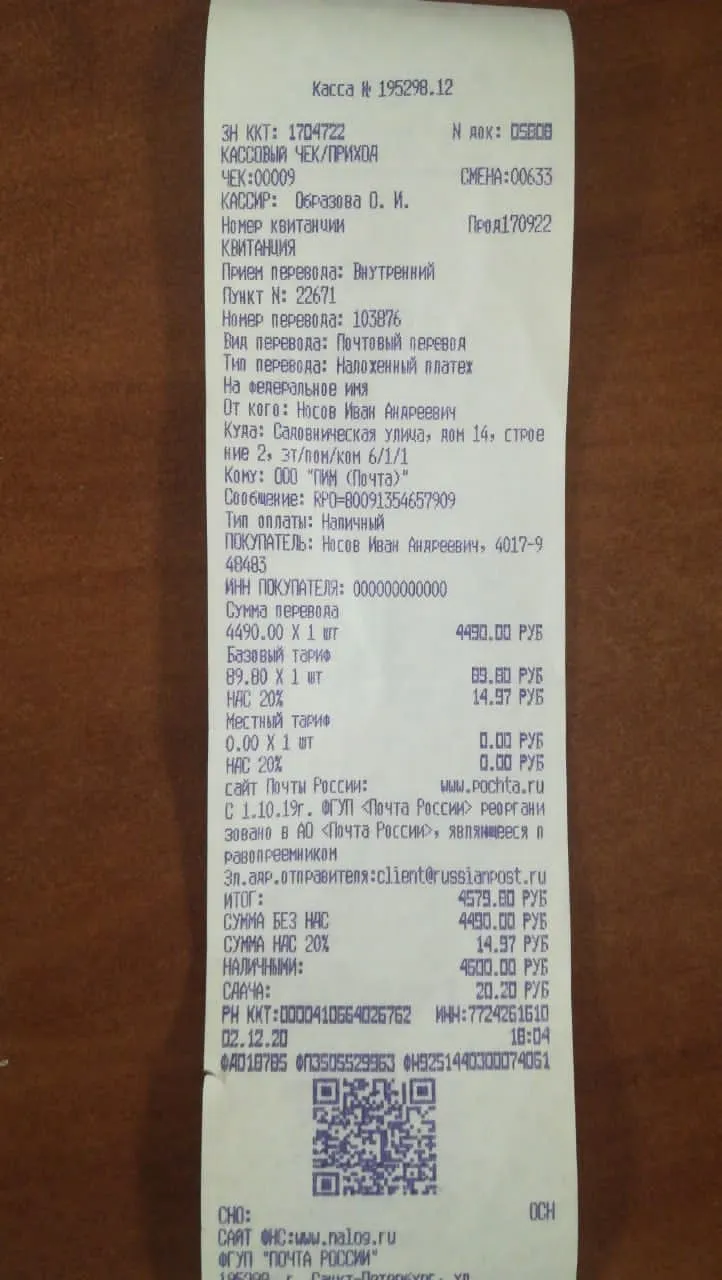 Касса № 195298.12
ЗН ККТ: 1704722 N док: 05808
КАССОВЫЙ ЧЕК/ПРИХОД
ЧЕК:00009 СМЕНА:00633
КАССИР: Образова О. И.
Номер квитанции Прод170922
КВИТАНЦИЯ
Прием перевода: Внутренний
Пункт N: 22671
Номер перевода: 103876
Вид перевода: Почтовый перевод
Тип перевода: Наложенный платеж
На федеральное имя
От кого: Носов Иван Андреевич
Куда: Садовническая улица, дом 14, строе
ние 2, эт/пом/ком 6/1/1
Кому: ООО "ПИМ (Почта)"
Сообщение: RPO=80091354657909
Тип оплаты: Наличный
ПОКУПАТЕЛЬ: Носов Иван Андреевич, 4017-9
48483
ИНН ПОКУПАТЕЛЯ: 000000000000
Сумма перевода
4490.00 X 1 шт 4490.00 РУБ
Базовый тариф
89.80 X 1 шт 89.80 РУБ
НДС 20% 14.97 РУБ
Местный тариф
0.00 X 1 шт 0.00 РУБ
НДС 20% 0.00 РУБ
сайт Почты России: www.pochta.ru
С 1.10.19г. ФГУП <Почта России> реоргани
зовано в АО <Почта России>, являющееся п
равопреемником
Эл.адр.отправителя:client@russianpost.ru
ИТОГ: 4579.80 РУБ
СУММА БЕЗ НДС 4490.00 РУБ
СУММА НДС 20% 14.97 РУБ
НАЛИЧНЫМИ: 4600.00 РУБ
СДАЧА: 20.20 РУБ
РН ККТ:0000410664026762 ИНН:7724261610
02.12.20 18:04
ФД018785 ФП3505529963 ФН9251440300074061
СНО: ОСН
САЙТ ФНС:www.nalog.ru
ФГУП "ПОЧТА РОССИИ"
195299, г. Санкт-Петербург, ул.